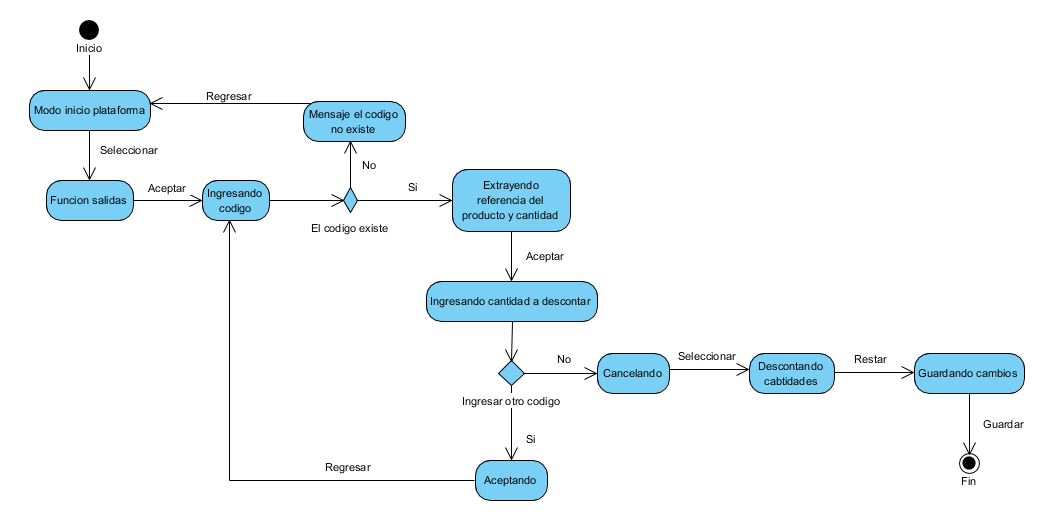 Inicio
Modo inicio plataforma
Regresar
Mensaje el codigo
no existe
Seleccionar
No
Funcion salidas
Aceptar
Ingresando
codigo
El codigo existe
Si
Extrayendo
referencia del
producto y cantidad
Aceptar
Ingresando cantidad a descontar
No
Ingresar otro codigo
Cancelando
Seleccionar
Descontando
cabtidades
Restar
Guardando cambios
Guardar
Fin
Si
Aceptando
Regresar